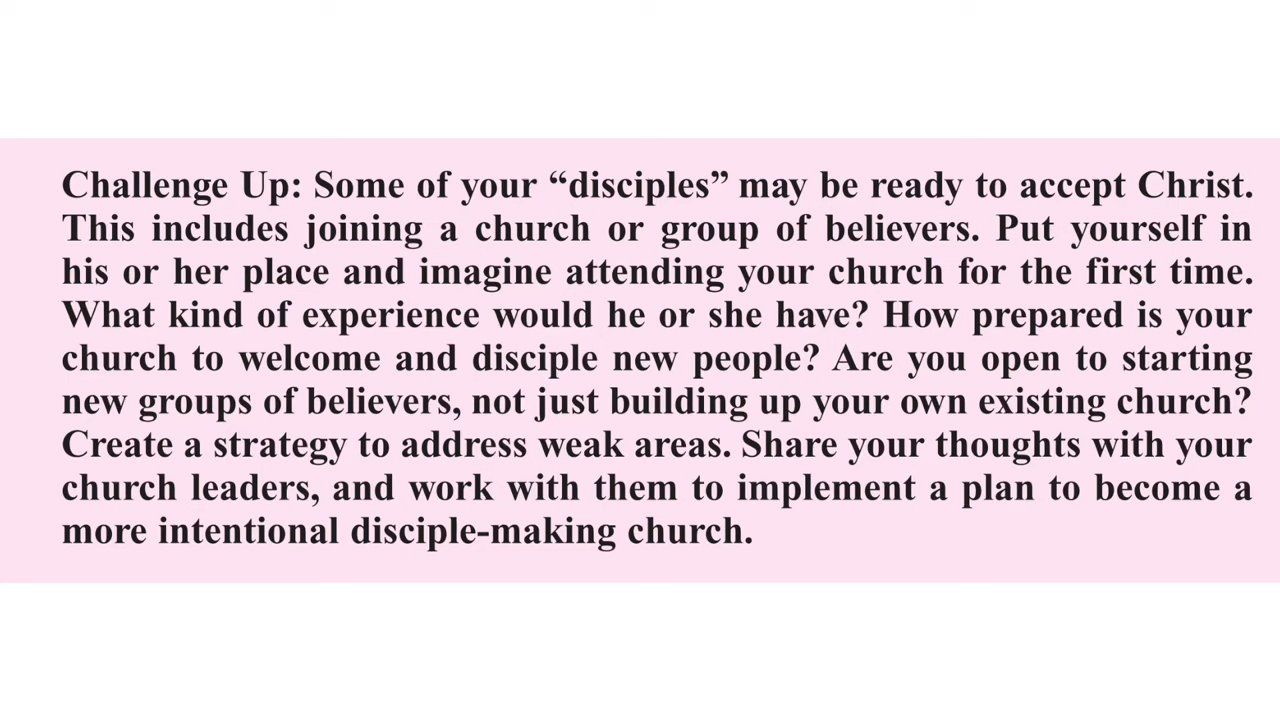 Challenge Up: Some of your “disciples” may be ready to accept Christ.
This includes joining a church or group of believers. Put yourself in
his or her place and imagine attending your church for the first time.
What kind of experience would he or she have? How prepared is your
church to welcome and disciple new people? Are you open to starting
new groups of believers, not just building up your own existing church?
Create a strategy to address weak areas. Share your thoughts with your
church leaders, and work with them to implement a plan to become a
more intentional disciple-making church.